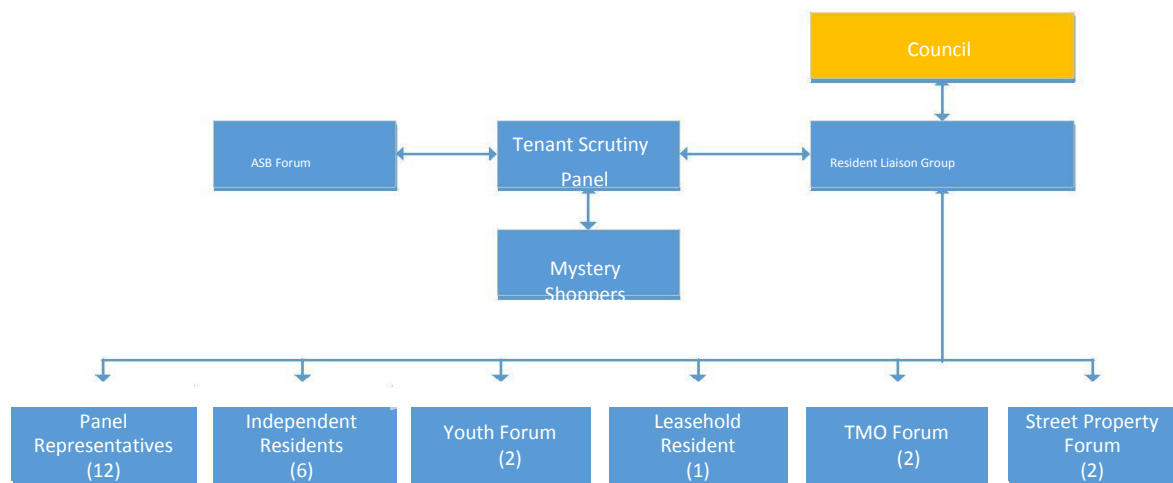 Council
ASB Forum
Tenant Scrutiny
Panel
Resident Liaison Group
Mystery
Shoppers
Panel
Representatives
(12)
Independent
Residents
(6)
Youth Forum
(2)
Leasehold
Resident
(1)
TMO Forum
(2)
Street Property
Forum
(2)